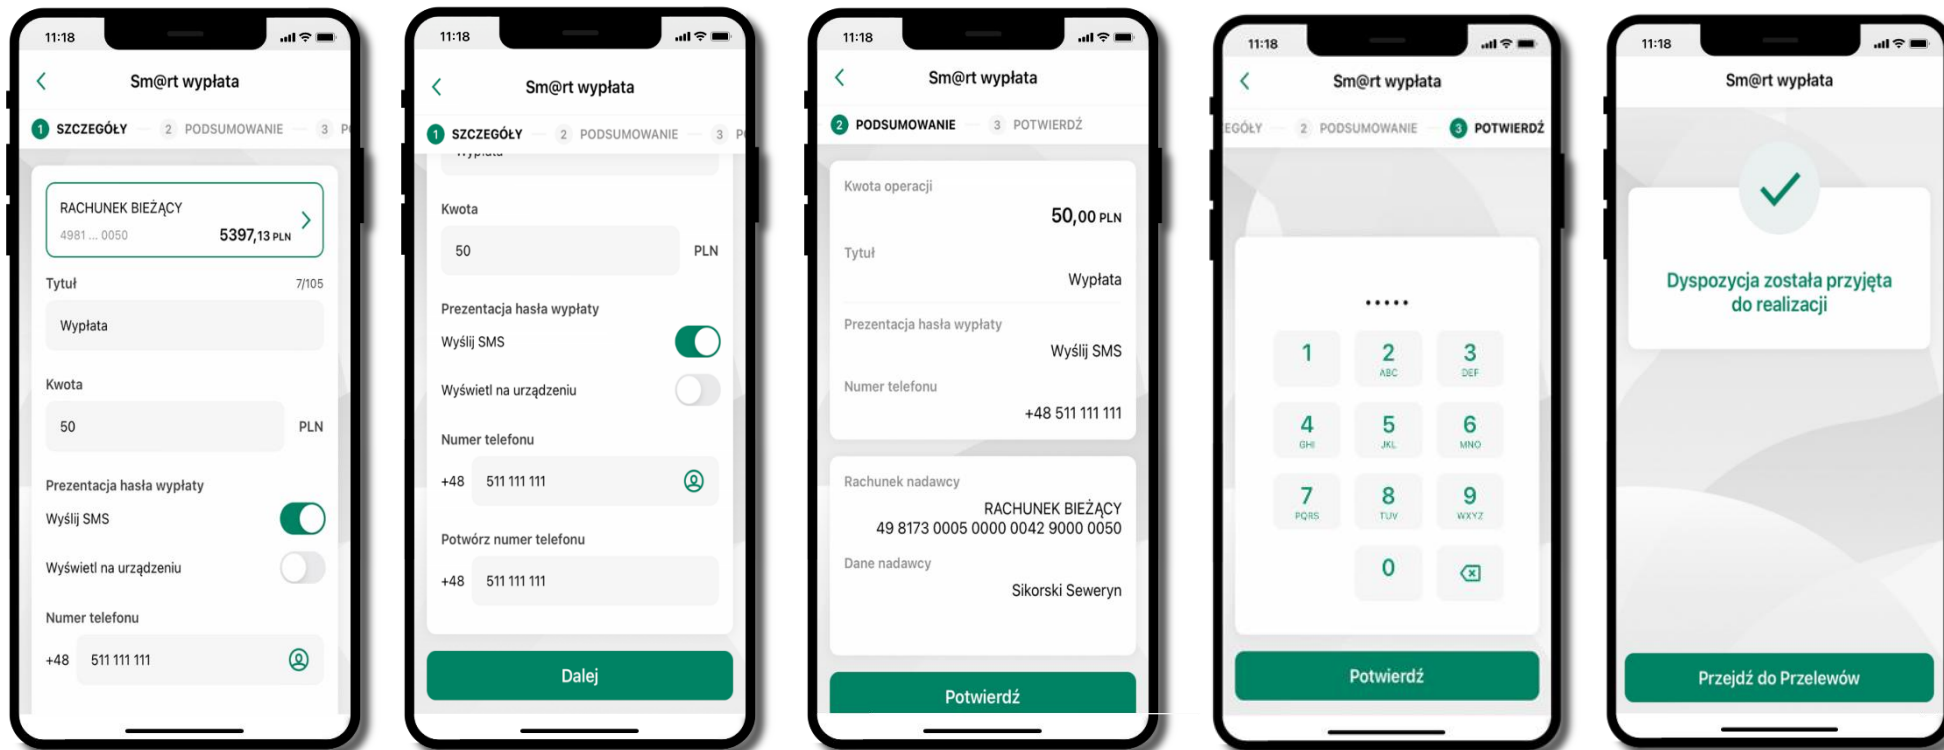 11:18
Sm@rt wypłata
1 SZCZEGÓŁY 2 PODSUMOWANIE 3 P
RACHUNEK BIEŻĄCY
4981 ... 0050 5397,13 PLN
Tytuł 7/105
Wypłata
Kwota
50 PLN
Prezentacja hasła wypłaty
Wyślij SMS
Wyświetl na urządzeniu
Numer telefonu
+48 511 111 111
11:18
Sm@rt wypłata
1 SZCZEGÓŁY 2 PODSUMOWANIE 3 P
Wypłata
Kwota
50 PLN
Prezentacja hasła wypłaty
Wyślij SMS
Wyświetl na urządzeniu
Numer telefonu
+48 511 111 111
Potwórz numer telefonu
+48 511 111 111
Dalej
11:18
Sm@rt wypłata
2 PODSUMOWANIE 3 POTWIERDŹ
Kwota operacji
50,00 PLN
Tytuł
Wypłata
Prezentacja hasła wypłaty
Wyślij SMS
Numer telefonu
+48 511 111 111
Rachunek nadawcy
RACHUNEK BIEŻĄCY
49 8173 0005 0000 0042 9000 0050
Dane nadawcy
Sikorski Seweryn
Potwierdź
11:18
Sm@rt wypłata
EGÓŁY 2 PODSUMOWANIE 3 POTWIERDŹ
•••••
1 2 3
ABC DEF
4 5 6
GHI JKL MNO
7 8 9
PQRS TUV WXYZ
0
Potwierdź
11:18
Sm@rt wypłata
Dyspozycja została przyjęta
do realizacji
Przejdź do Przelewów